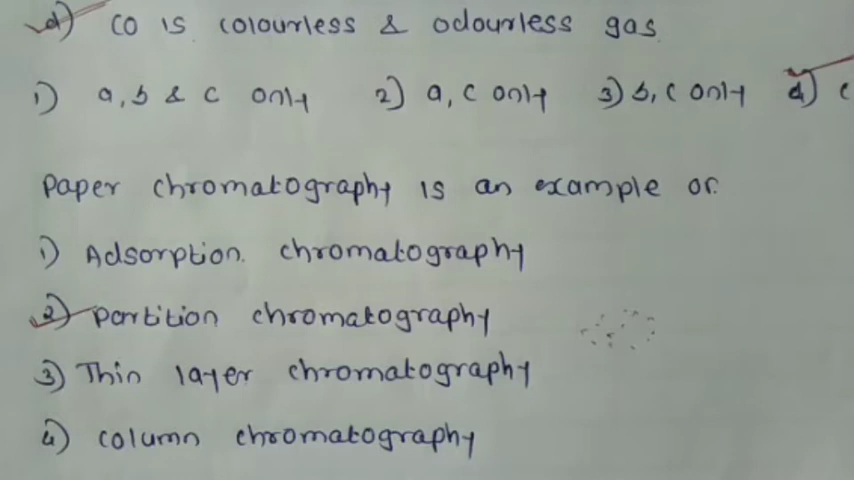 d) CO is colourless & odourless gas
1) a, b & c only 2) a, c only 3) b, c only 4)
Paper chromatography is an example of
1) Adsorption chromatography
2) Partition chromatography
3) Thin layer chromatography
4) column chromatography